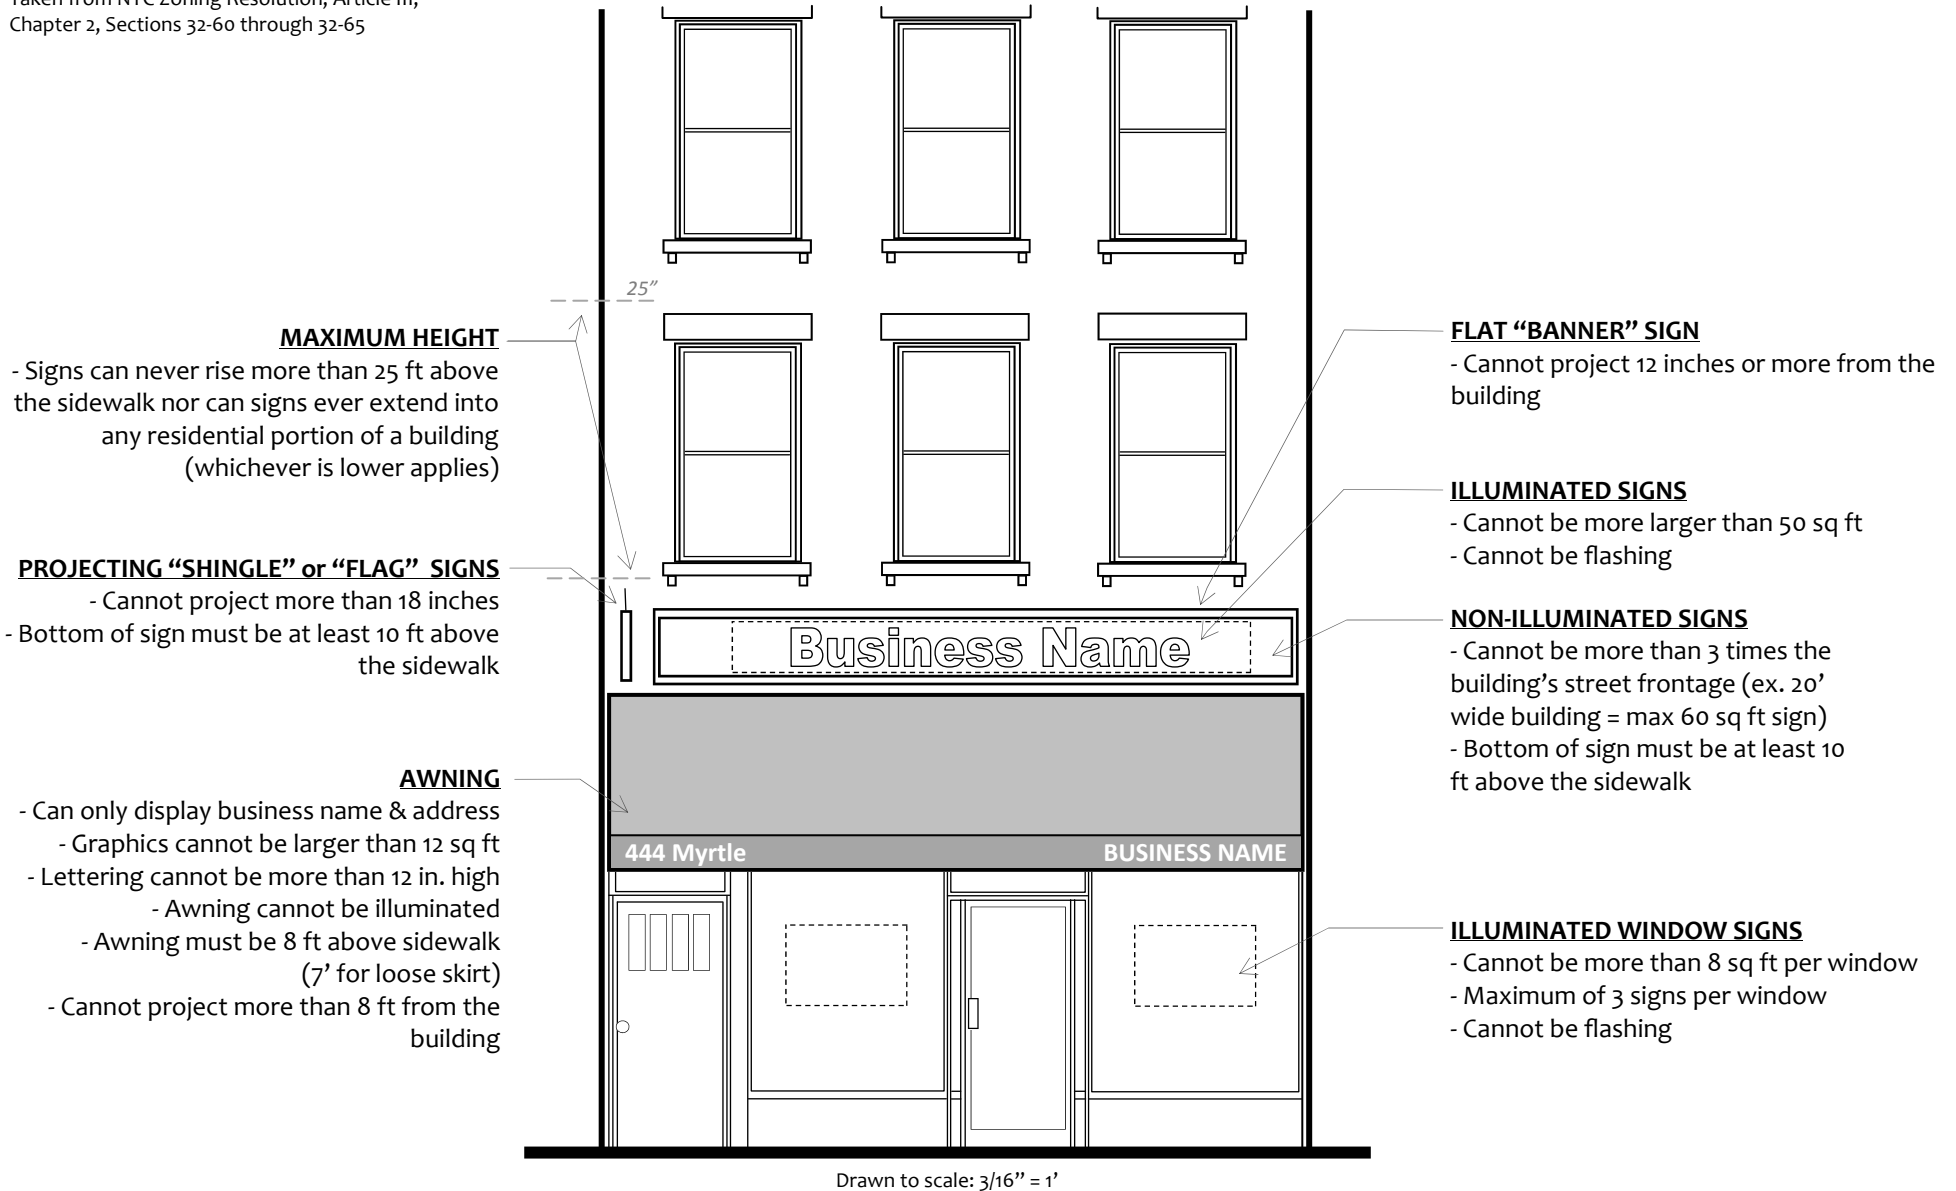 Taken from NYC Zoning Resolution, Article III,
Chapter 2, Sections 32-60 through 32-65
25”
MAXIMUM HEIGHT
- Signs can never rise more than 25 ft above
the sidewalk nor can signs ever extend into
any residential portion of a building
(whichever is lower applies)
PROJECTING “SHINGLE” or “FLAG” SIGNS
- Cannot project more than 18 inches
- Bottom of sign must be at least 10 ft above
the sidewalk
AWNING
- Can only display business name & address
- Graphics cannot be larger than 12 sq ft
- Lettering cannot be more than 12 in. high
- Awning cannot be illuminated
- Awning must be 8 ft above sidewalk
(7’ for loose skirt)
- Cannot project more than 8 ft from the
building
Business Name
444 Myrtle
BUSINESS NAME
FLAT “BANNER” SIGN
- Cannot project 12 inches or more from the
building
ILLUMINATED SIGNS
- Cannot be more larger than 50 sq ft
- Cannot be flashing
NON-ILLUMINATED SIGNS
- Cannot be more than 3 times the
building’s street frontage (ex. 20’
wide building = max 60 sq ft sign)
- Bottom of sign must be at least 10
ft above the sidewalk
ILLUMINATED WINDOW SIGNS
- Cannot be more than 8 sq ft per window
- Maximum of 3 signs per window
- Cannot be flashing
Drawn to scale: 3/16” = 1’